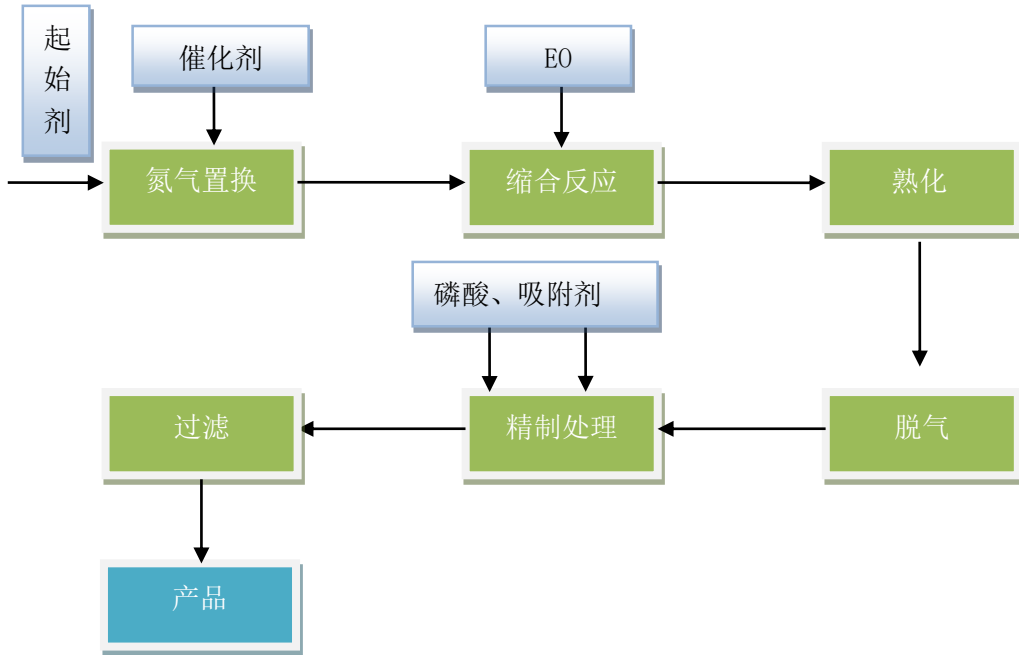 起
始
剂
催化剂
EO
氮气置换
缩合反应
熟化
磷酸、吸附剂
过滤
精制处理
脱气
产品